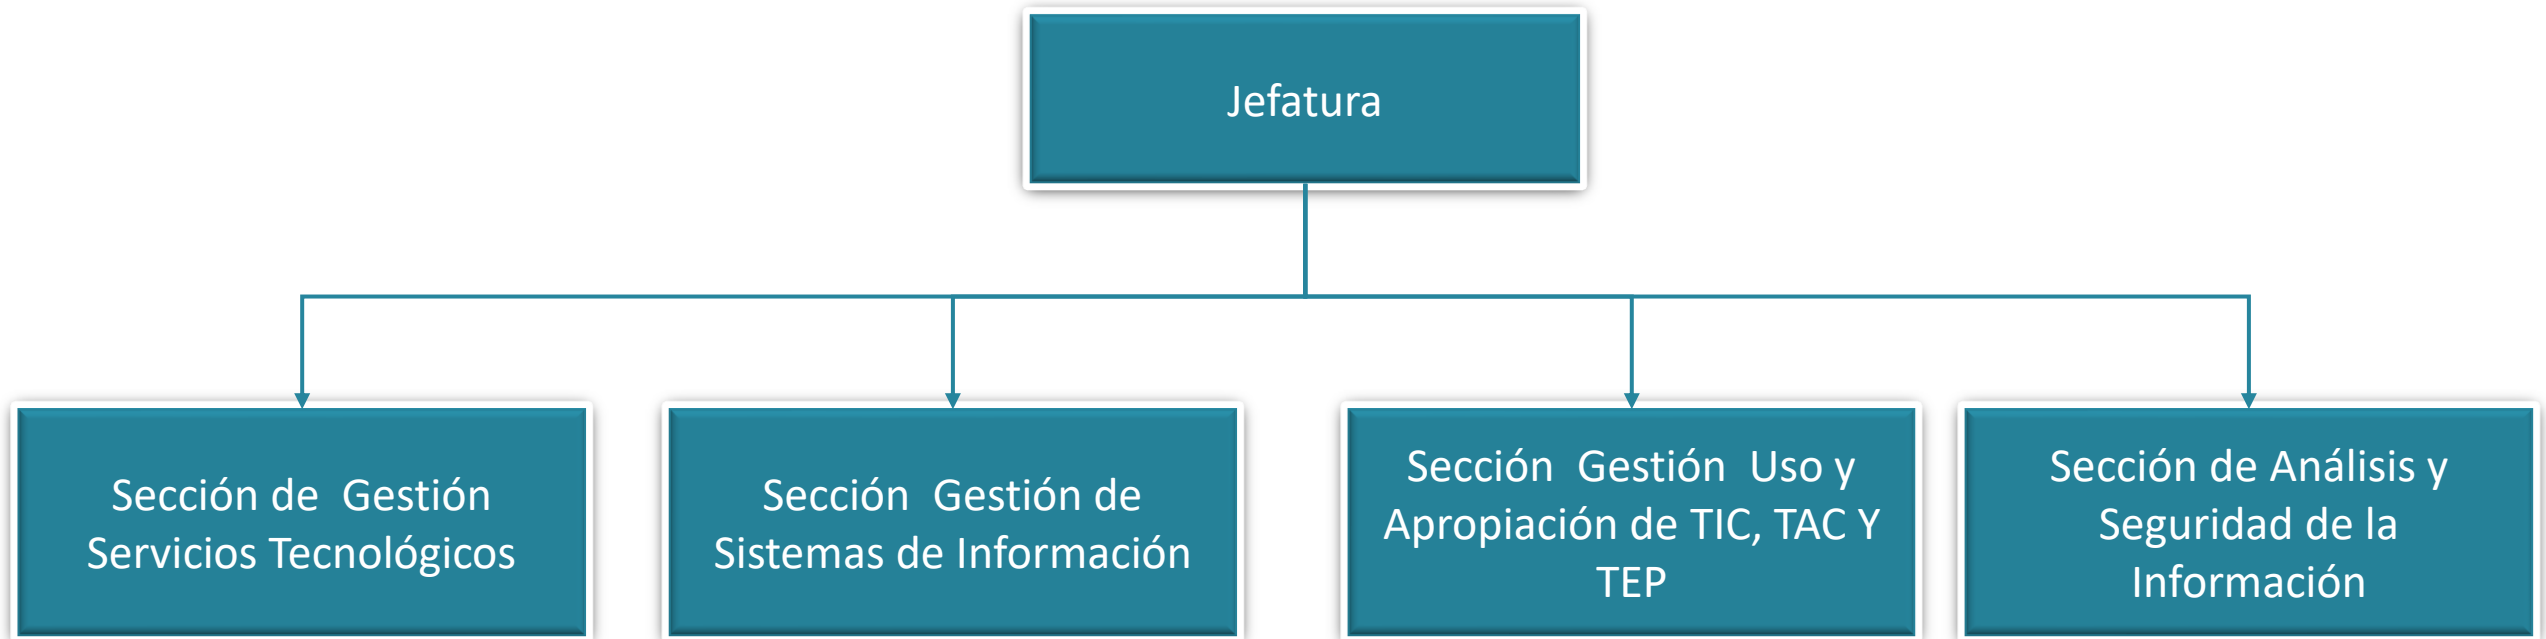 Jefatura
Sección de  Gestión
Servicios Tecnológicos
Sección  Gestión de
Sistemas de Información
Sección  Gestión  Uso y
Apropiación de TIC, TAC Y
TEP
Sección de Análisis y
Seguridad de la
Información